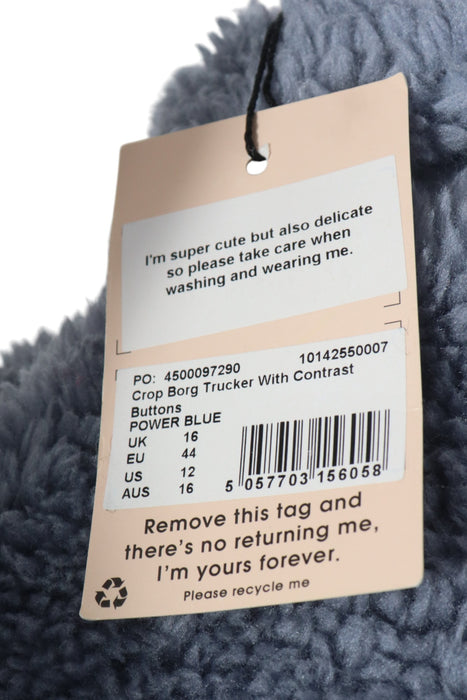 I'm super cute but also delicate
so please take care when
washing and wearing me.
PO: 4500097290 10142550007
Crop Borg Trucker With Contrast
Buttons
POWER BLUE
UK 16
EU 44
US 12
AUS 16
5 057703 156058
Remove this tag and
there's no returning me,
I'm yours forever.
Please recycle me